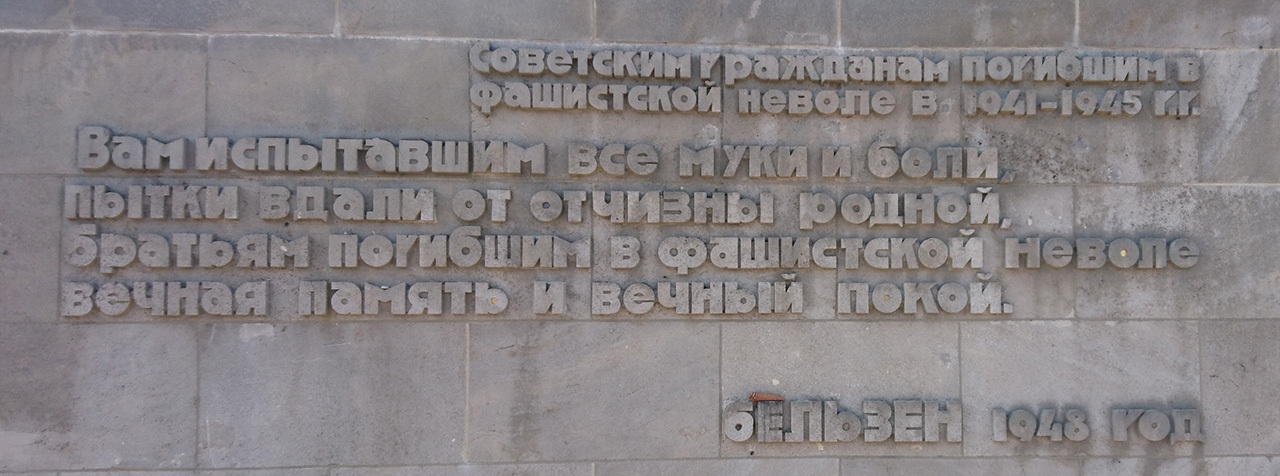 Советским гражданам погибшим в
фашистской неволе в 1941-1945 гг.
Вам испытавшим все муки и боли,
пытки вдали от отчизны родной,
братьям погибшим в фашистской неволе
вечная память и вечный покой.
бЕЛЬЗЕН 1948 год